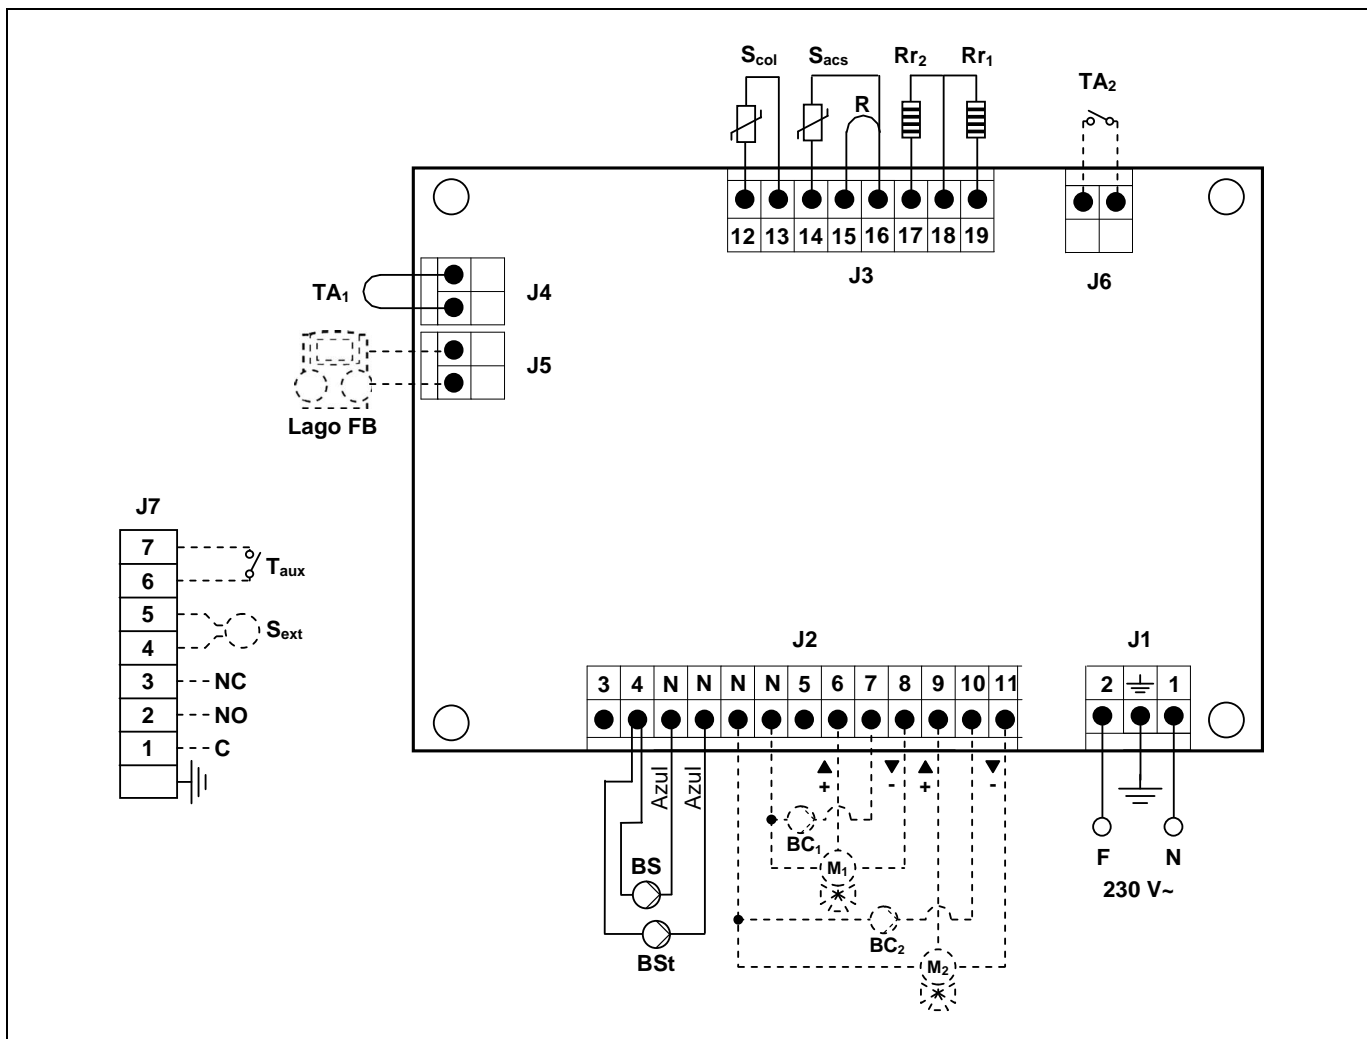 Scol Sacs Rr2 Rr1
R
TA2
12 13 14 15 16 17 18 19
J3
J6
TA1
J4
J5
Lago FB
J7
7
6
Taux
5
4
Sext
3 NC
2 NO
1 C
J2
J1
3 4 N N N N 5 6 7 8 9 10 11
2 1
Azul Azul
+ - + -
BC1
M1
BS
BC2
BSt
M2
F N
230 V~